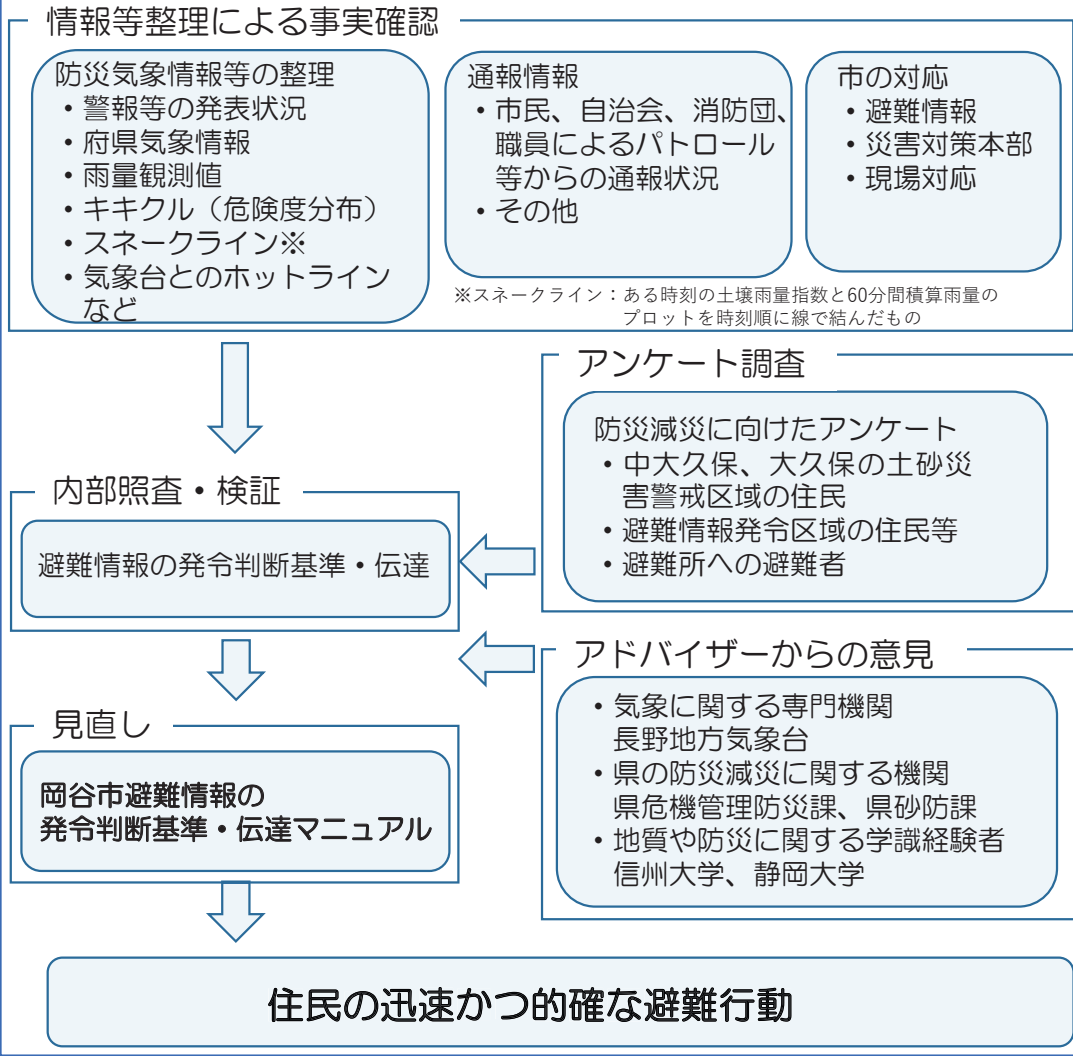 情報等整理による事実確認
防災気象情報等の整理
・警報等の発表状況
・府県気象情報
・雨量観測値
・キキクル（危険度分布）
・スネークライン※
・気象台とのホットライン
など
通報情報
・市民、自治会、消防団、
職員によるパトロール
等からの通報状況
・その他
市の対応
・避難情報
・災害対策本部
・現場対応
※スネークライン：ある時刻の土壌雨量指数と60分間積算雨量の
プロットを時刻順に線で結んだもの
アンケート調査
防災減災に向けたアンケート
・中大久保、大久保の土砂災
害警戒区域の住民
・避難情報発令区域の住民等
・避難所への避難者
内部照査・検証
避難情報の発令判断基準・伝達
アドバイザーからの意見
・気象に関する専門機関
長野地方気象台
・県の防災減災に関する機関
県危機管理防災課、県砂防課
・地質や防災に関する学識経験者
信州大学、静岡大学
見直し
岡谷市避難情報の
発令判断基準・伝達マニュアル
住民の迅速かつ的確な避難行動